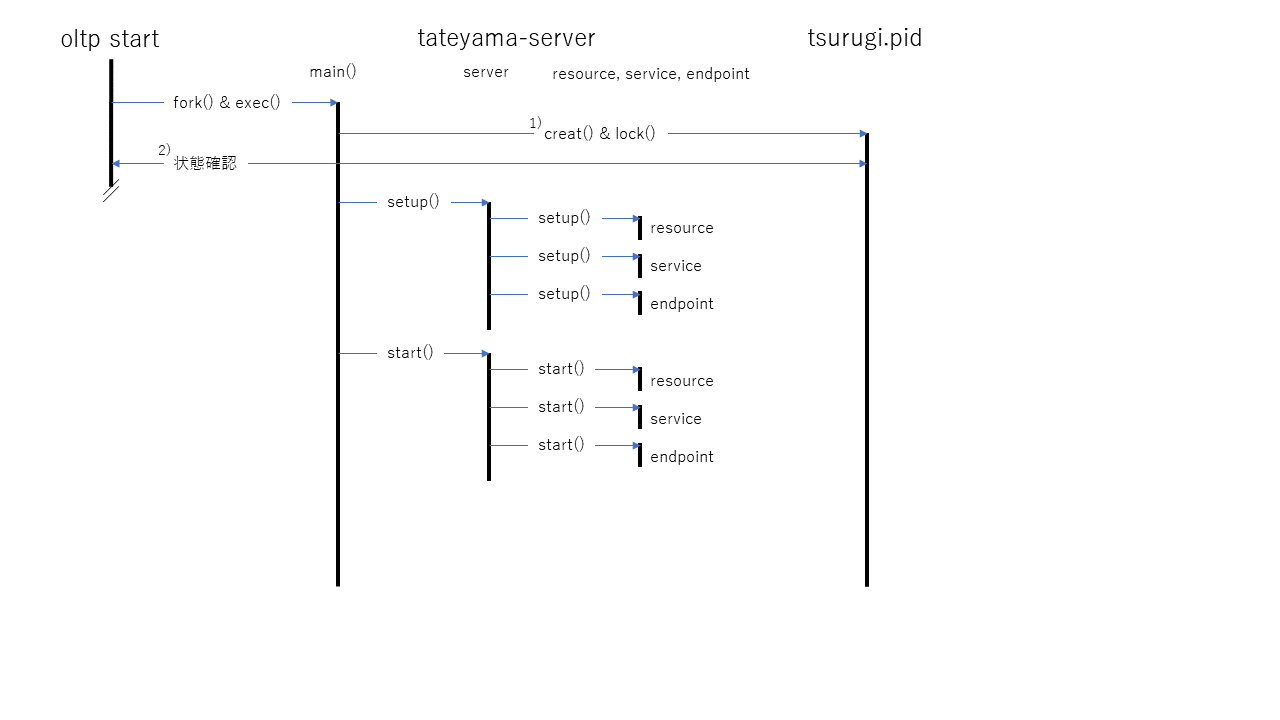 oltp start
tateyama-server
tsurugi.pid
main()
server
resource, service, endpoint
fork() & exec()
1)
creat() & lock()
2)
状態確認
setup()
setup()
resource
setup()
service
setup()
endpoint
start()
start()
resource
start()
service
start()
endpoint